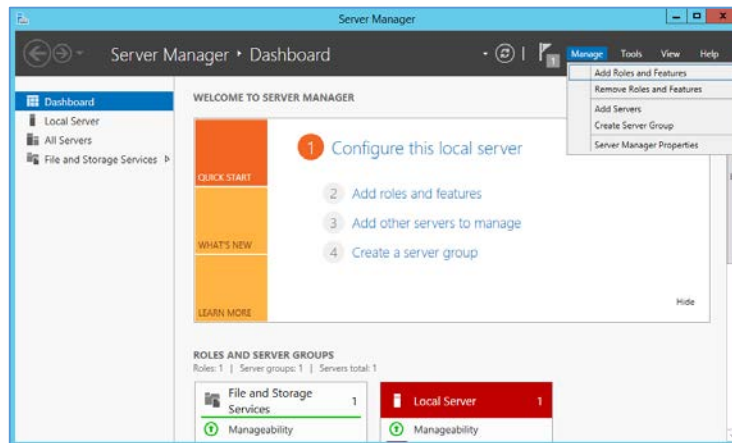 Server Manager
Server Manager • Dashboard
1
Manage Tools View Help
Add Roles and Features
Remove Roles and Features
Add Servers
Create Server Group
Server Manager Properties
Dashboard
Local Server
All Servers
File and Storage Services
WELCOME TO SERVER MANAGER
QUICK START
WHAT'S NEW
LEARN MORE
1 Configure this local server
2 Add roles and features
3 Add other servers to manage
4 Create a server group
Hide
ROLES AND SERVER GROUPS
Roles: 1 | Server groups: 1 | Servers total: 1
File and Storage Services 1
Manageability
Local Server 1
Manageability